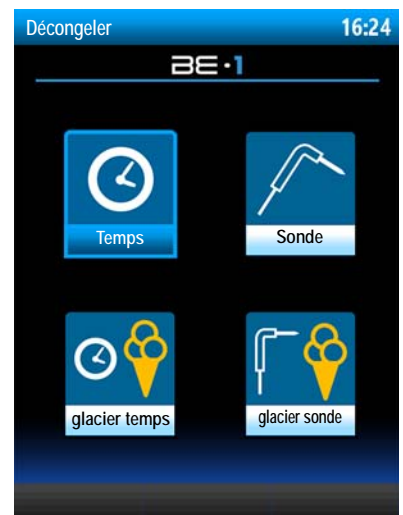 Décongeler 16:24
BE·1
Temps Sonde
glacier temps glacier sonde